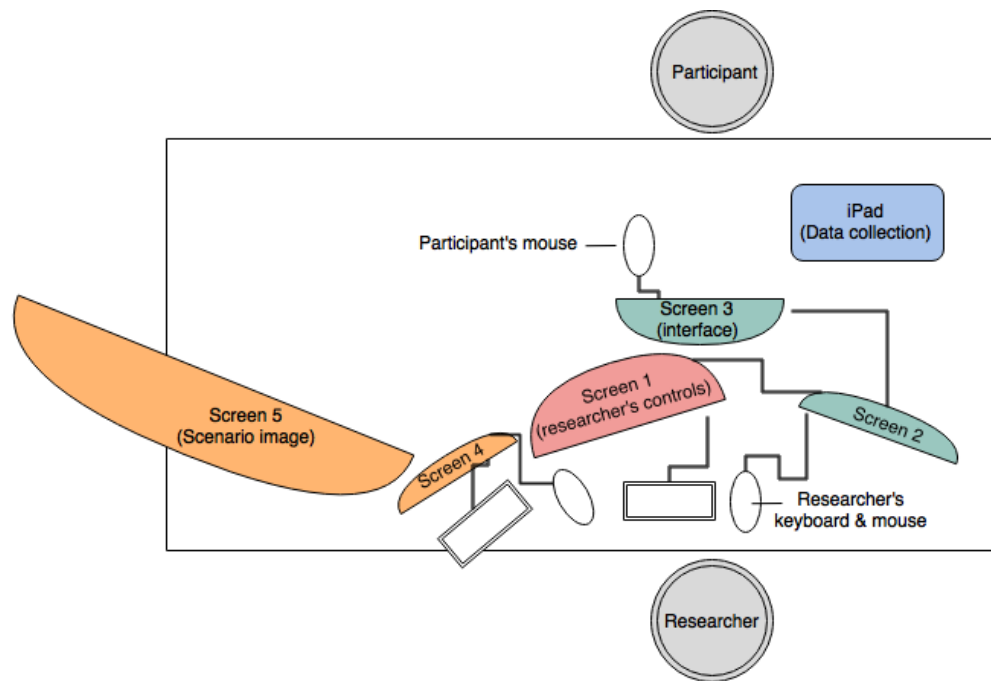 Participant
iPad
(Data collection)
Participant's mouse
Screen 3
(interface)
Screen 1
(researcher's controls)
Screen 5
(Scenario image)
Screen 2
Screen 4
Researcher's
keyboard & mouse
Researcher